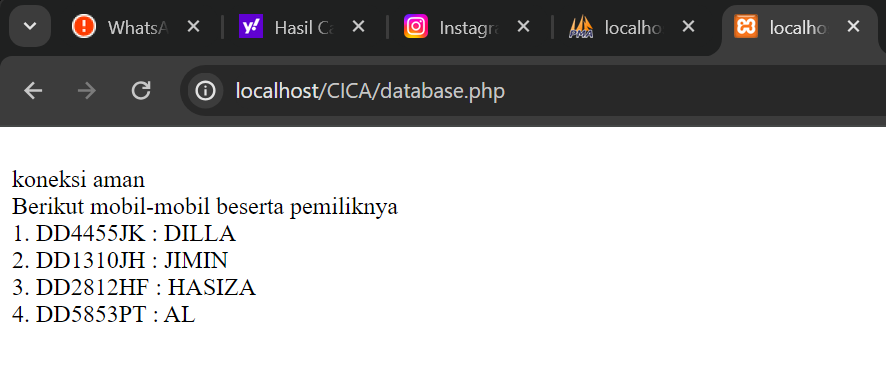 WhatsA
Hasil Ca
Instagra
localho
localho
localhost/CICA/database.php
koneksi aman
Berikut mobil-mobil beserta pemiliknya
1. DD4455JK : DILLA
2. DD1310JH : JIMIN
3. DD2812HF : HASIZA
4. DD5853PT : AL